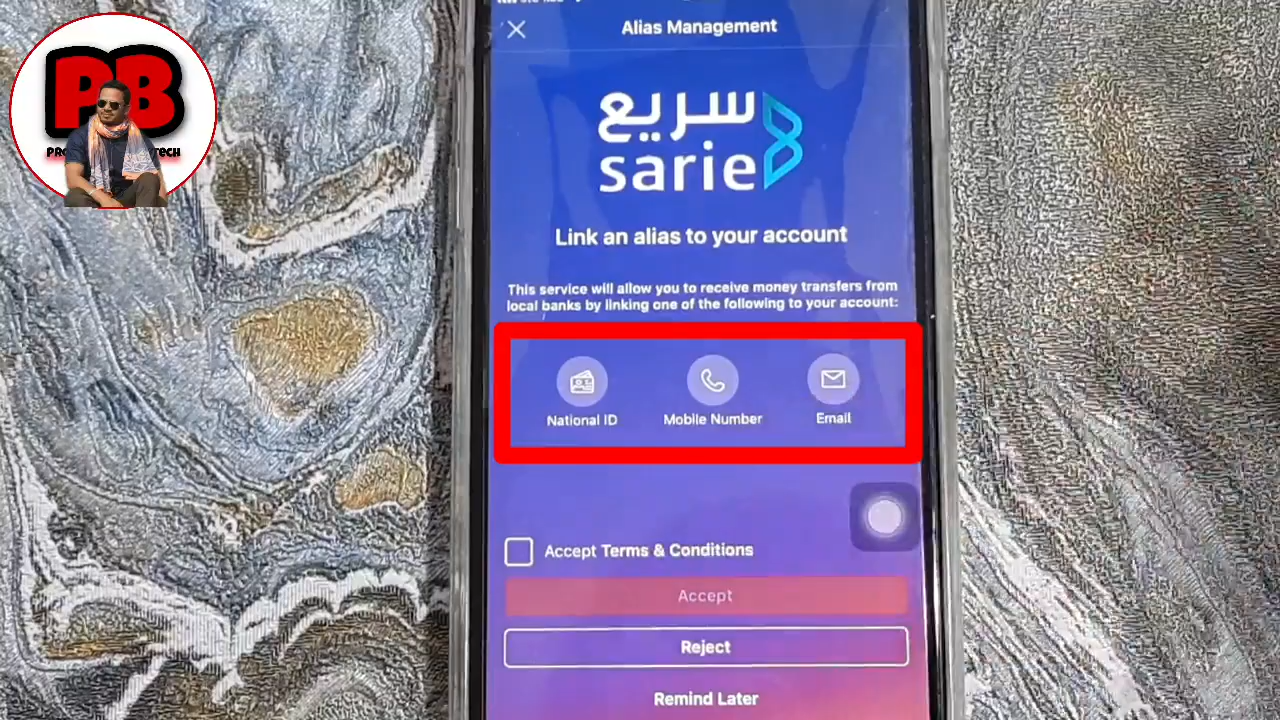 PB
Alias Management
سريع
sarie
Link an alias to your account
This service will allow you to receive money transfers from
local banks by linking one of the following to your account:
National ID
Mobile Number
Email
Accept Terms & Conditions
Accept
Reject
Remind Later